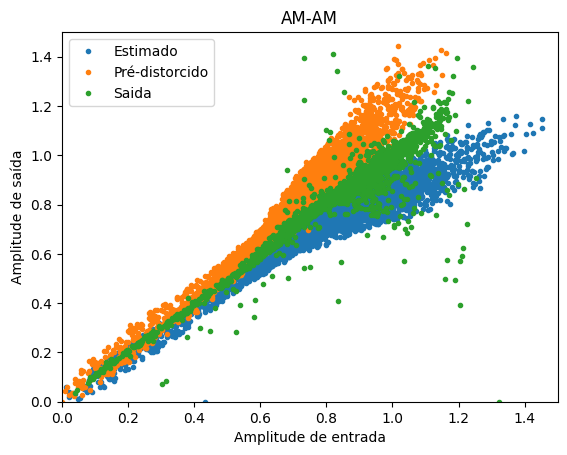 AM-AM
Estimado
Pré-distorcido
Saida
Amplitude de saída
1.4
1.2
1.0
0.8
0.6
0.4
0.2
0.0
0.0 0.2 0.4 0.6 0.8 1.0 1.2 1.4
Amplitude de entrada